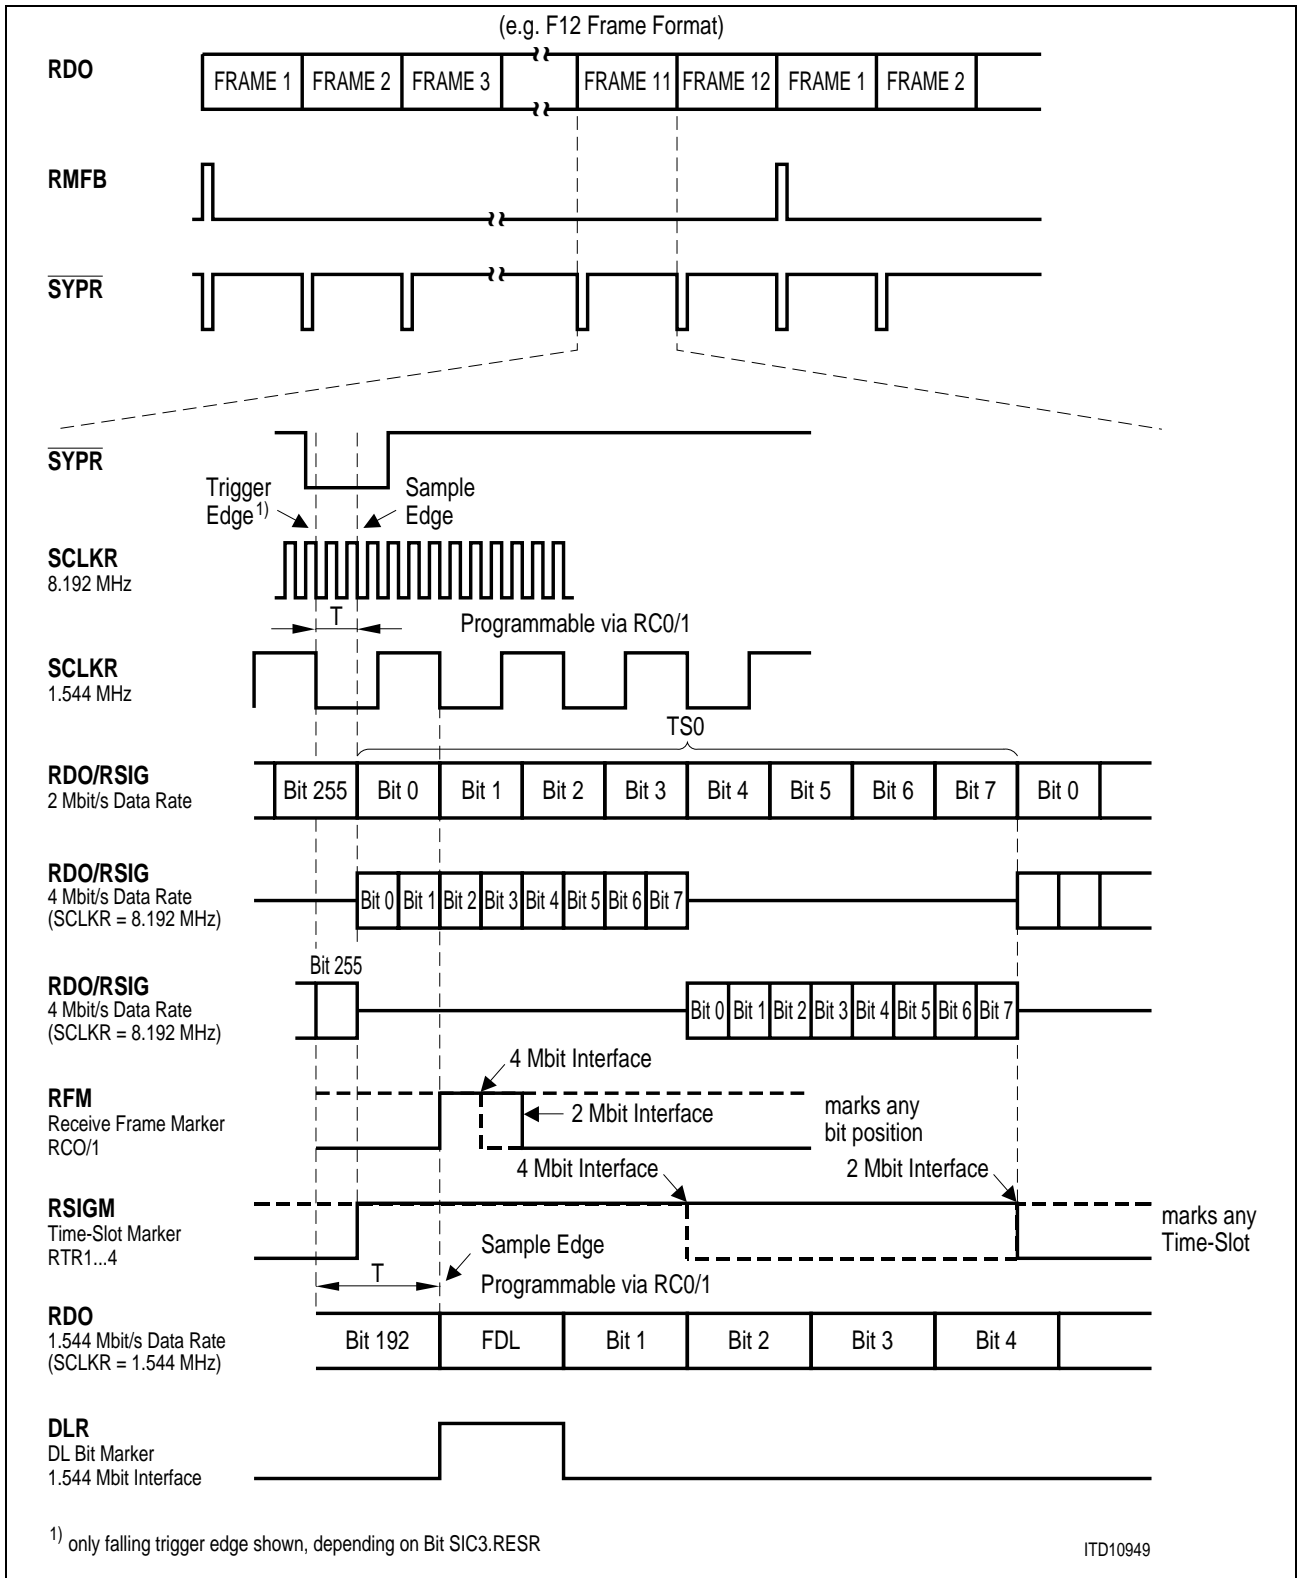 (e.g. F12 Frame Format)
RDO
FRAME 1 FRAME 2 FRAME 3 FRAME 11 FRAME 12 FRAME 1 FRAME 2
RMFB
SYPR
SYPR
Trigger
Edge 1)
Sample
Edge
SCLKR
8.192 MHz
T
Programmable via RC0/1
SCLKR
1.544 MHz
TS0
RDO/RSIG
2 Mbit/s Data Rate
Bit 255 Bit 0 Bit 1 Bit 2 Bit 3 Bit 4 Bit 5 Bit 6 Bit 7 Bit 0
RDO/RSIG
4 Mbit/s Data Rate
(SCLKR = 8.192 MHz)
Bit 0 Bit 1 Bit 2 Bit 3 Bit 4 Bit 5 Bit 6 Bit 7
Bit 255
RDO/RSIG
4 Mbit/s Data Rate
(SCLKR = 8.192 MHz)
Bit 0 Bit 1 Bit 2 Bit 3 Bit 4 Bit 5 Bit 6 Bit 7
4 Mbit Interface
RFM
Receive Frame Marker
RCO/1
2 Mbit Interface
marks any
bit position
4 Mbit Interface
2 Mbit Interface
RSIGM
Time-Slot Marker
RTR1...4
marks any
Time-Slot
T
Sample Edge
Programmable via RC0/1
RDO
1.544 Mbit/s Data Rate
(SCLKR = 1.544 MHz)
Bit 192 FDL Bit 1 Bit 2 Bit 3 Bit 4
DLR
DL Bit Marker
1.544 Mbit Interface
1) only falling trigger edge shown, depending on Bit SIC3.RESR
ITD10949